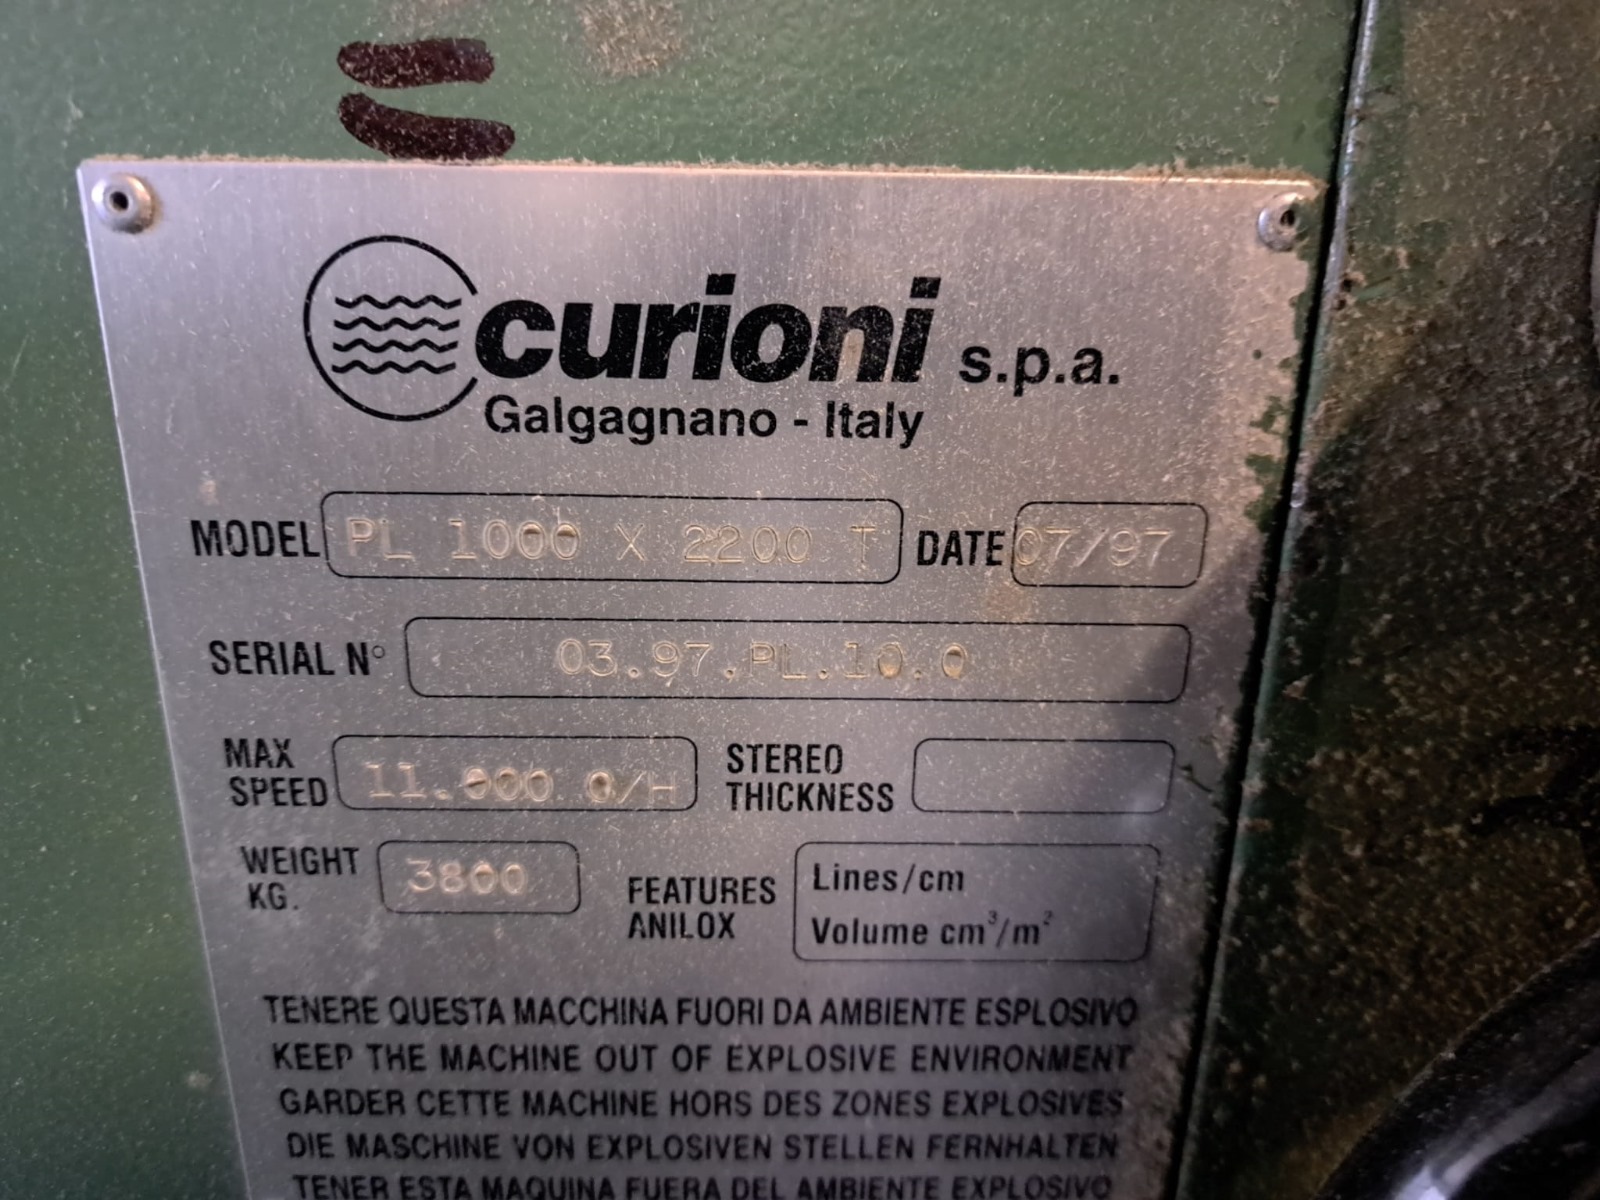 curioni s.p.a.
Galgagnano - Italy
MODEL PL 1000 X 2200 T DATE 07/97
SERIAL N° 03.97.PL.10.0
MAX SPEED 11.000 0/H
STEREO THICKNESS
WEIGHT KG. 3800
FEATURES ANILOX
Lines/cm
Volume cm³/m²
TENERE QUESTA MACCHINA FUORI DA AMBIENTE ESPLOSIVO
KEEP THE MACHINE OUT OF EXPLOSIVE ENVIRONMENT
GARDER CETTE MACHINE HORS DES ZONES EXPLOSIVES
DIE MASCHINE VON EXPLOSIVEN STELLEN FERNHALTEN
TENER ESTA MAQUINA FUERA DEL AMBIENTE EXPLOSIVO